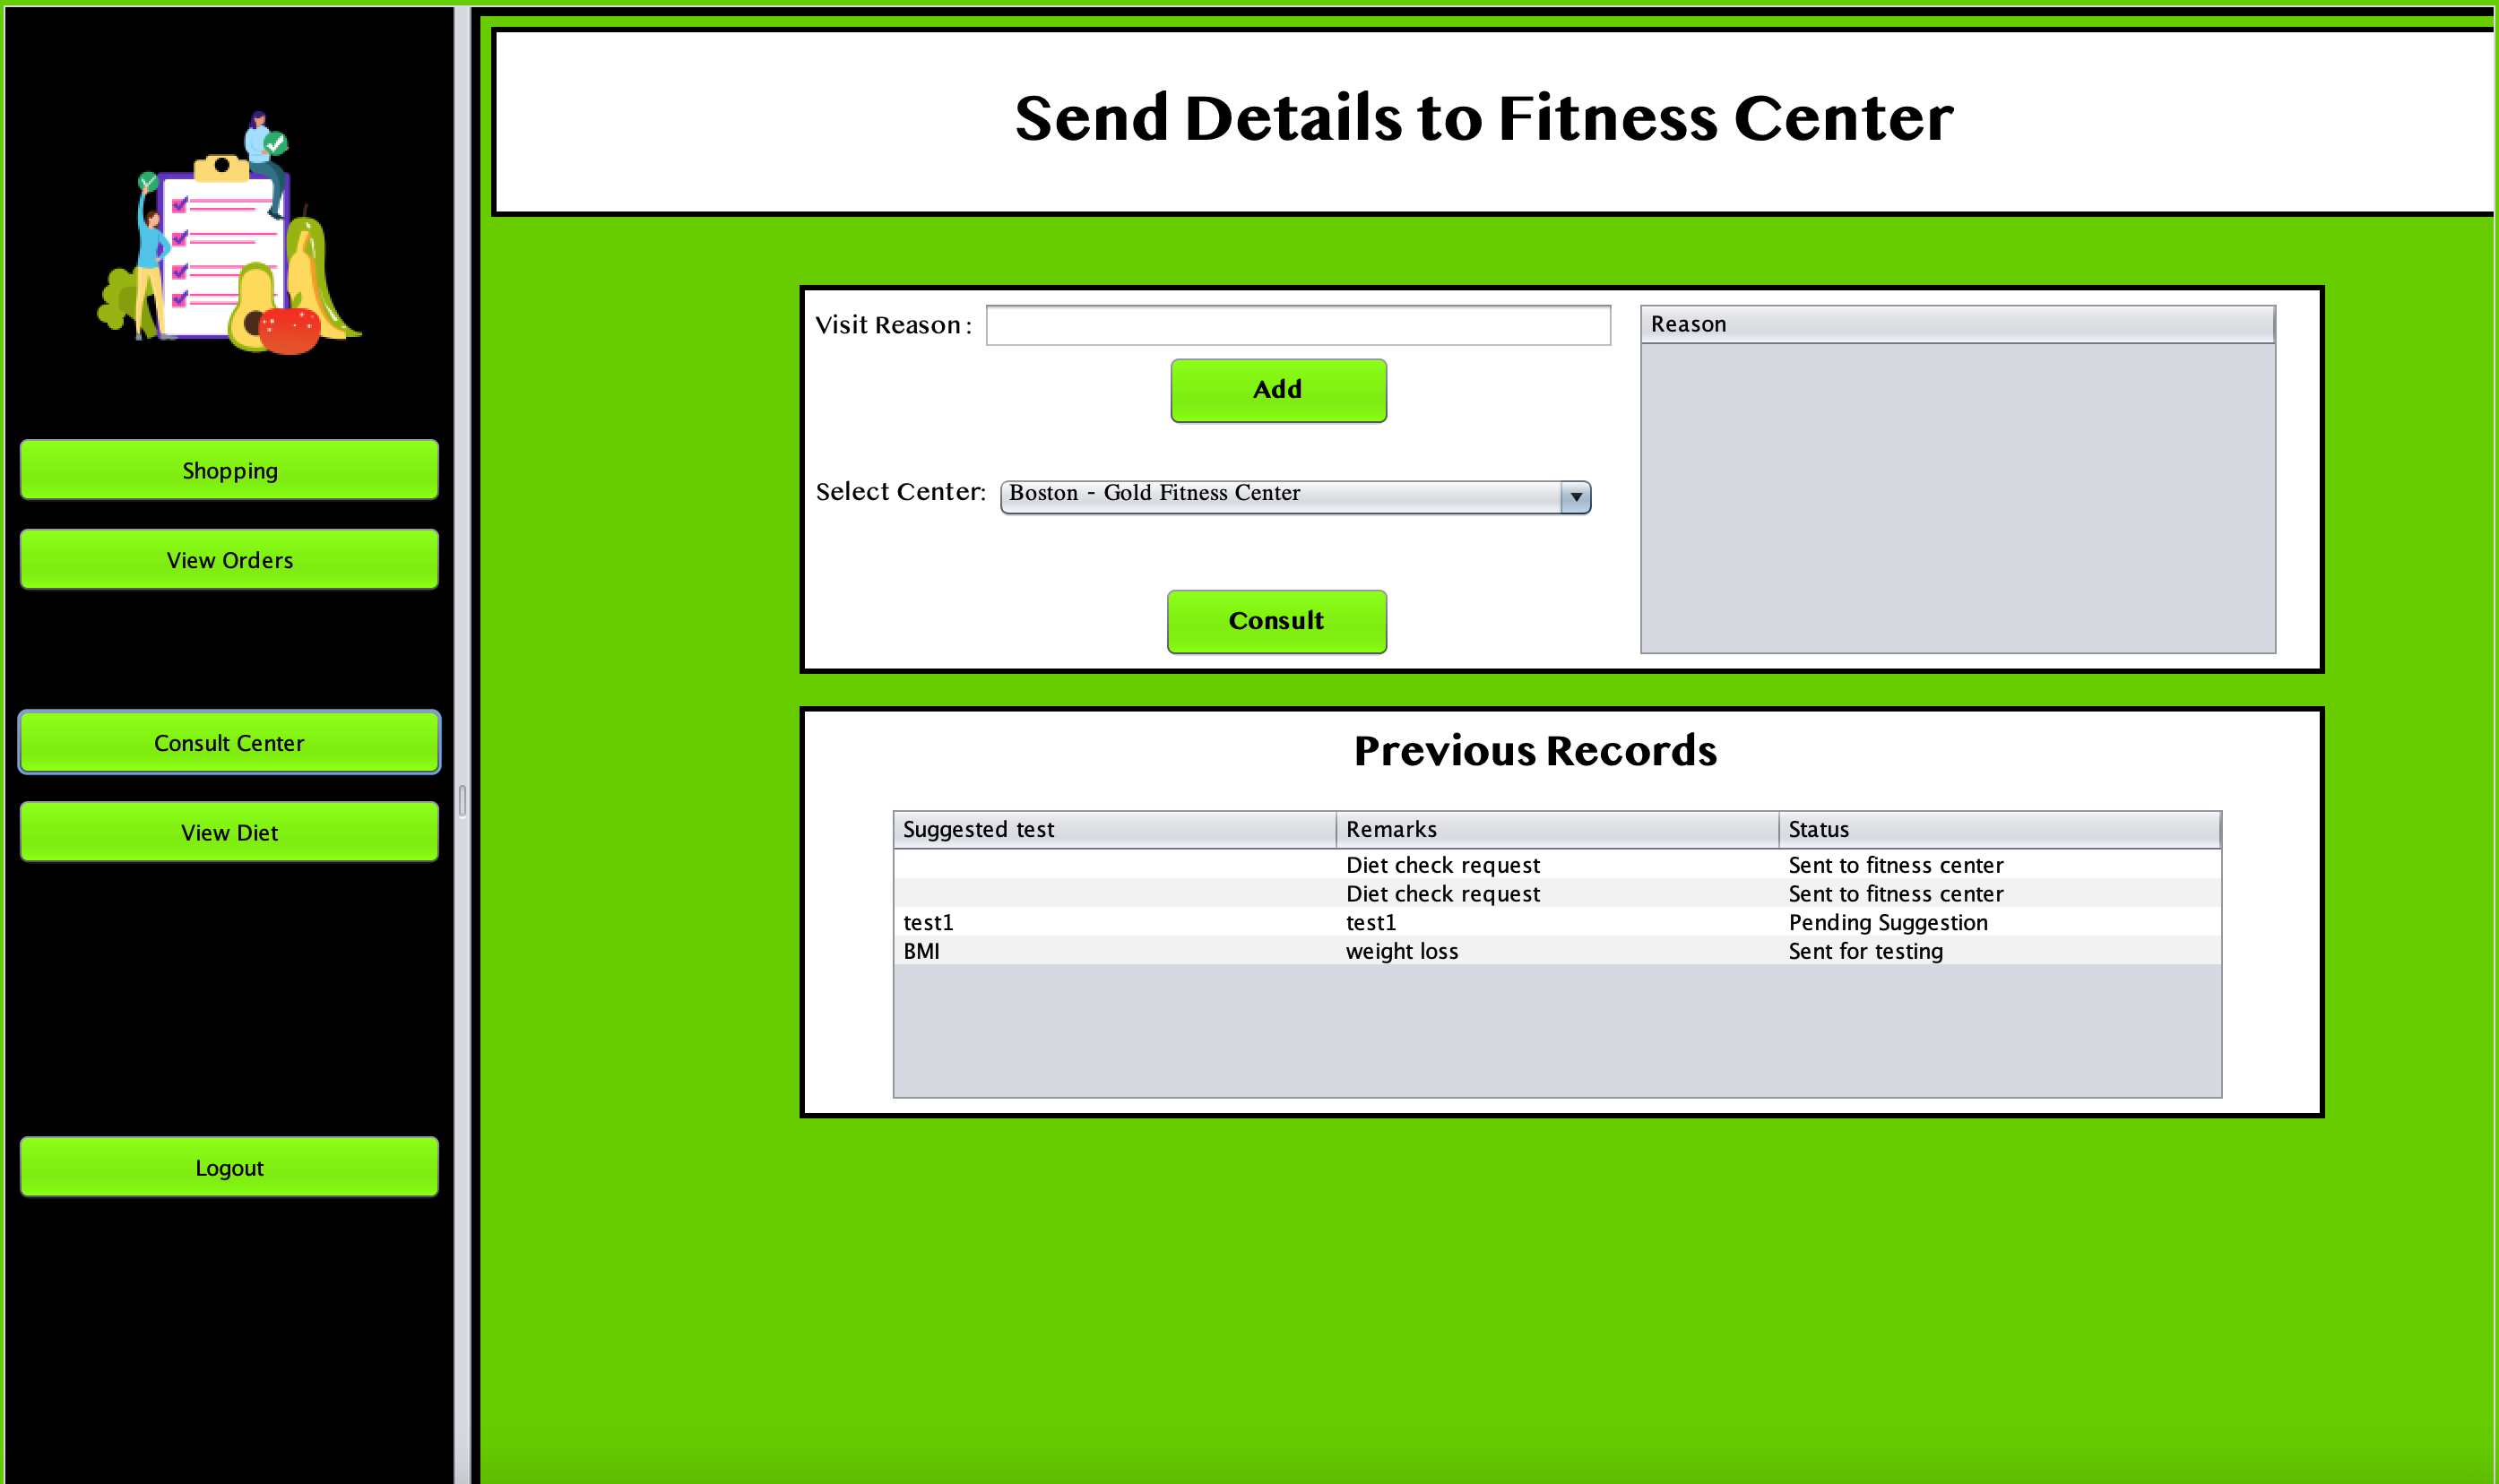 Send Details to Fitness Center
Shopping
View Orders
Consult Center
View Diet
Logout
Visit Reason :
Add
Select Center: Boston - Gold Fitness Center
Consult
Reason
Previous Records
Suggested test Remarks Status
Diet check request Sent to fitness center
Diet check request Sent to fitness center
test1 test1 Pending Suggestion
BMI weight loss Sent for testing